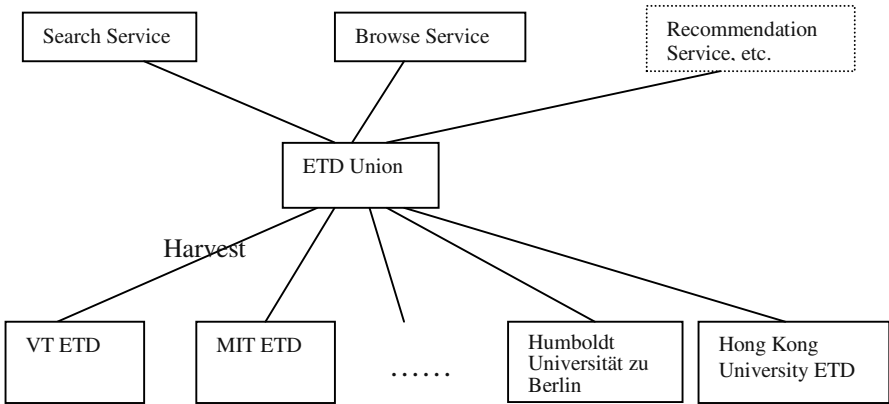 Search Service
Browse Service
Recommendation
Service, etc.
ETD Union
Harvest
VT ETD
MIT ETD
……
Humboldt
Universität zu
Berlin
Hong Kong
University ETD